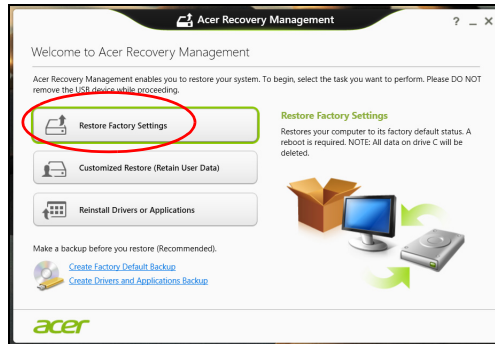 Acer Recovery Management
? _ X
Welcome to Acer Recovery Management
Acer Recovery Management enables you to restore your system. To begin, select the task you want to perform. Please DO NOT
remove the USB device while proceeding.
Restore Factory Settings
Customized Restore (Retain User Data)
Reinstall Drivers or Applications
Restore Factory Settings
Restores your computer to its factory default status. A
reboot is required. NOTE: All data on drive C will be
deleted.
Make a backup before you restore (Recommended).
Create Factory Default Backup
Create Drivers and Applications Backup
acer